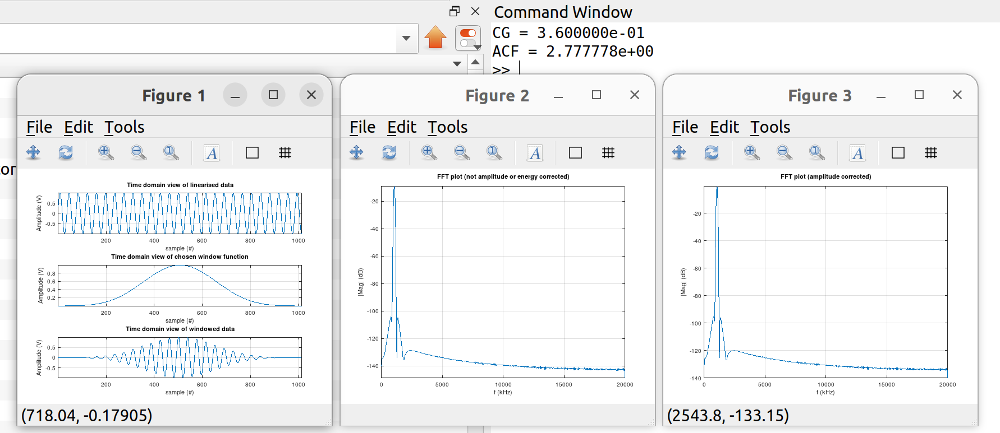 Command Window
CG = 3.600000e-01
ACF = 2.777778e+00
>>
Figure 1
File Edit Tools
A
Time domain view of linearised data
Amplitude (V)
0.5
0
-0.5
200 400 600 800 1000
sample (#)
Time domain view of chosen window function
Amplitude (V)
0.8
0.6
0.4
0.2
200 400 600 800 1000
sample (#)
Time domain view of windowed data
Amplitude (V)
0.5
0
-0.5
200 400 600 800 1000
sample (#)
(718.04, -0.17905)
Figure 2
File Edit Tools
A
FFT plot (not amplitude or energy corrected)
|Mag| (dB)
-20
-40
-60
-80
-100
-120
-140
0 5000 10000 15000 20000
f (kHz)
Figure 3
File Edit Tools
A
FFT plot (amplitude corrected)
|Mag| (dB)
-20
-40
-60
-80
-100
-120
-140
0 5000 10000 15000 20000
f (kHz)
(2543.8, -133.15)